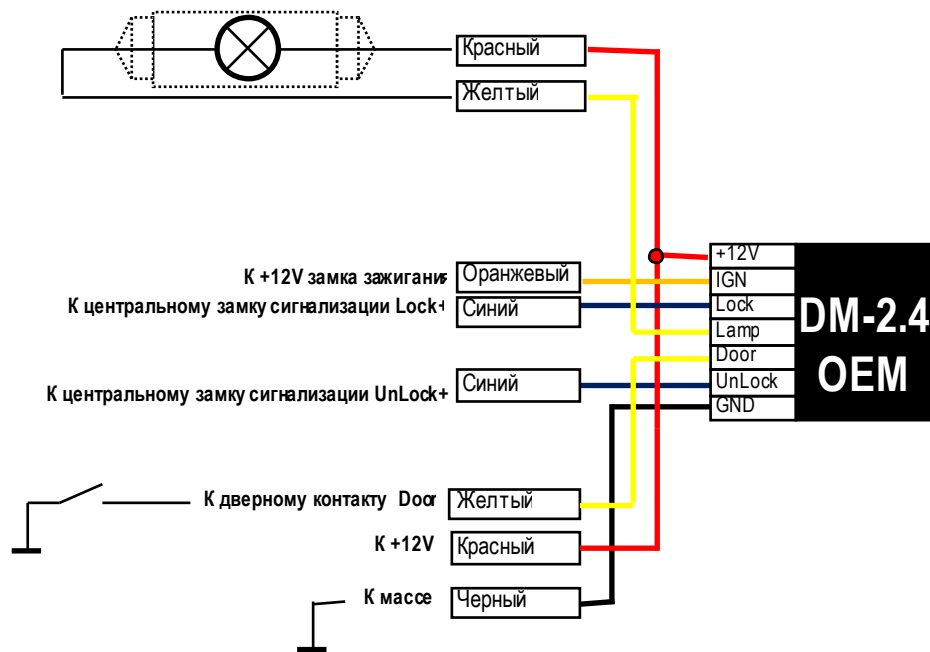 Красный
Желтый
+12V
К +12V замка зажигания
Оранжевый
IGN
К центральному замку сигнализации Lock+
Синий
Lock
Lamp
DM-2.4
OEM
Door
К центральному замку сигнализации UnLock+
Синий
UnLock
GND
К дверному контакту Door
Желтый
К +12V
Красный
К массе
Черный